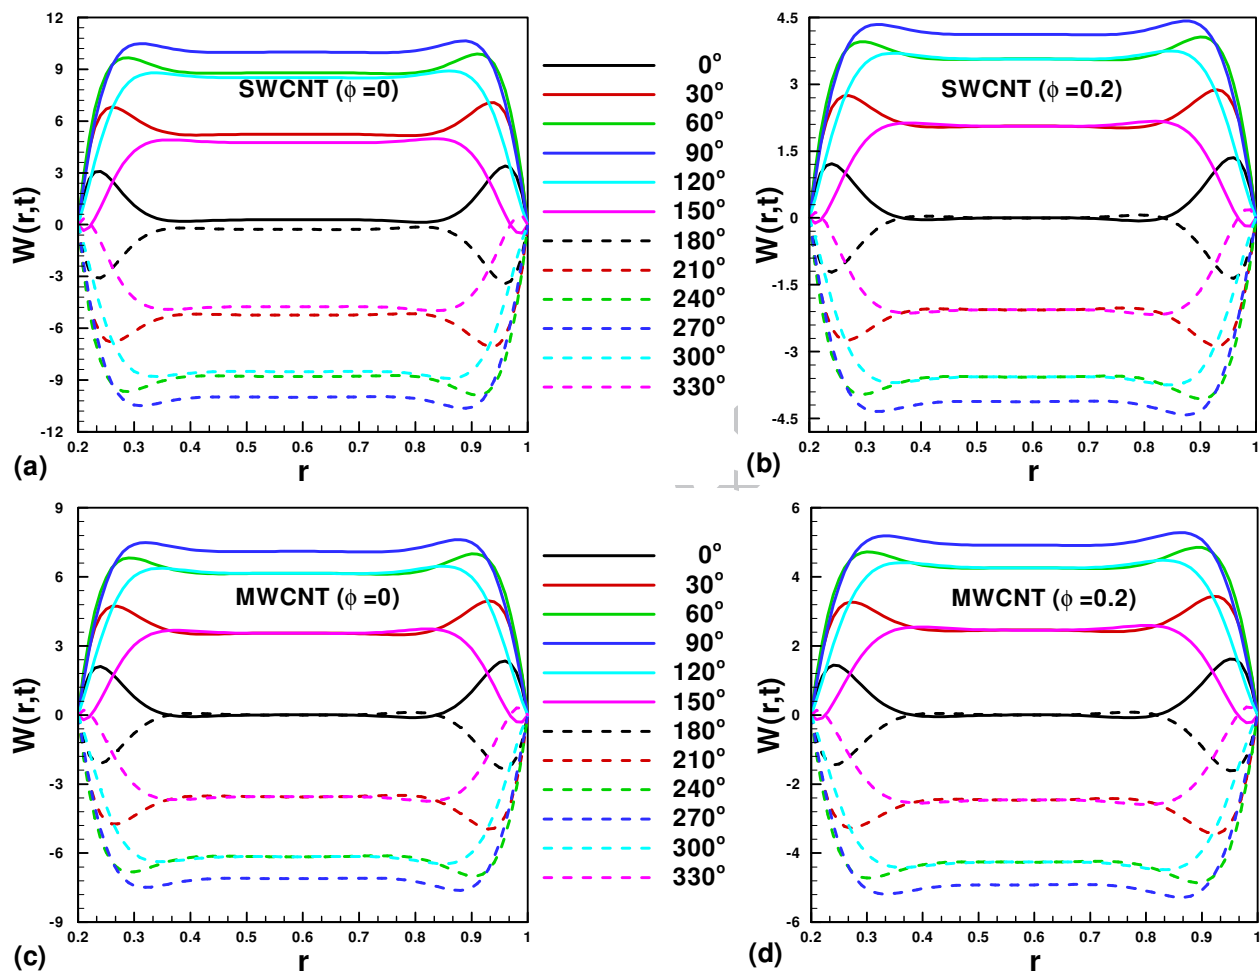 12
9
6
3
0
-3
-6
-9
-12
W(r,t)
SWCNT (ϕ =0)
0.2 0.3 0.4 0.5 0.6 0.7 0.8 0.9 1
(a)
r
0°
30°
60°
90°
120°
150°
180°
210°
240°
270°
300°
330°
4.5
3
1.5
0
-1.5
-3
-4.5
W(r,t)
SWCNT (ϕ =0.2)
0.2 0.3 0.4 0.5 0.6 0.7 0.8 0.9 1
(b)
r
9
6
3
0
-3
-6
-9
W(r,t)
MWCNT (ϕ =0)
0.2 0.3 0.4 0.5 0.6 0.7 0.8 0.9 1
(c)
r
0°
30°
60°
90°
120°
150°
180°
210°
240°
270°
300°
330°
6
4
2
0
-2
-4
-6
W(r,t)
MWCNT (ϕ =0.2)
0.2 0.3 0.4 0.5 0.6 0.7 0.8 0.9 1
(d)
r